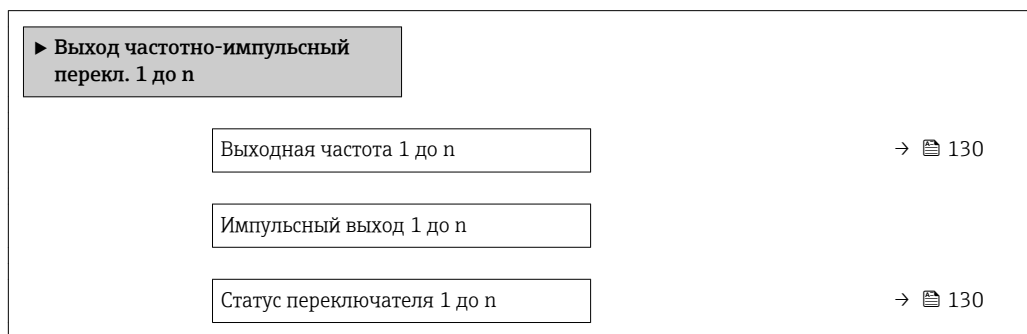 ▶ Выход частотно-импульсный
перекл. 1 до n
Выходная частота 1 до n → 130
Импульсный выход 1 до n
Статус переключателя 1 до n → 130